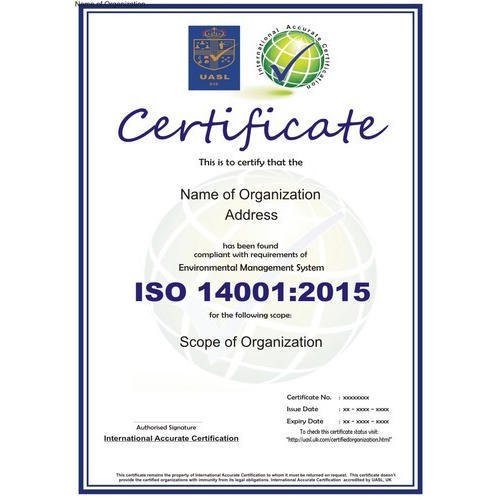 Name of Organization
UASL
International Accurate Certification
Certificate
This is to certify that the
Name of Organization
Address
has been found
compliant with requirements of
Environmental Management System
ISO 14001:2015
for the following scope:
Scope of Organization
Certificate No. : xxxxxxxx
Issue Date : xx - xxxx - xxxx
Expiry Date : xx - xxxx - xxxx
To check this certificate status visit:
"http://uasl.uk.com/certifiedorganization.html"
Authorised Signature
International Accurate Certification
This certificate remains the property of International Accurate Certification to whom it must be returned on request. This certificate doesn't
provide the certified organizations with immunity from its legal obligations. International Accurate Certification accredited by UASL, UK